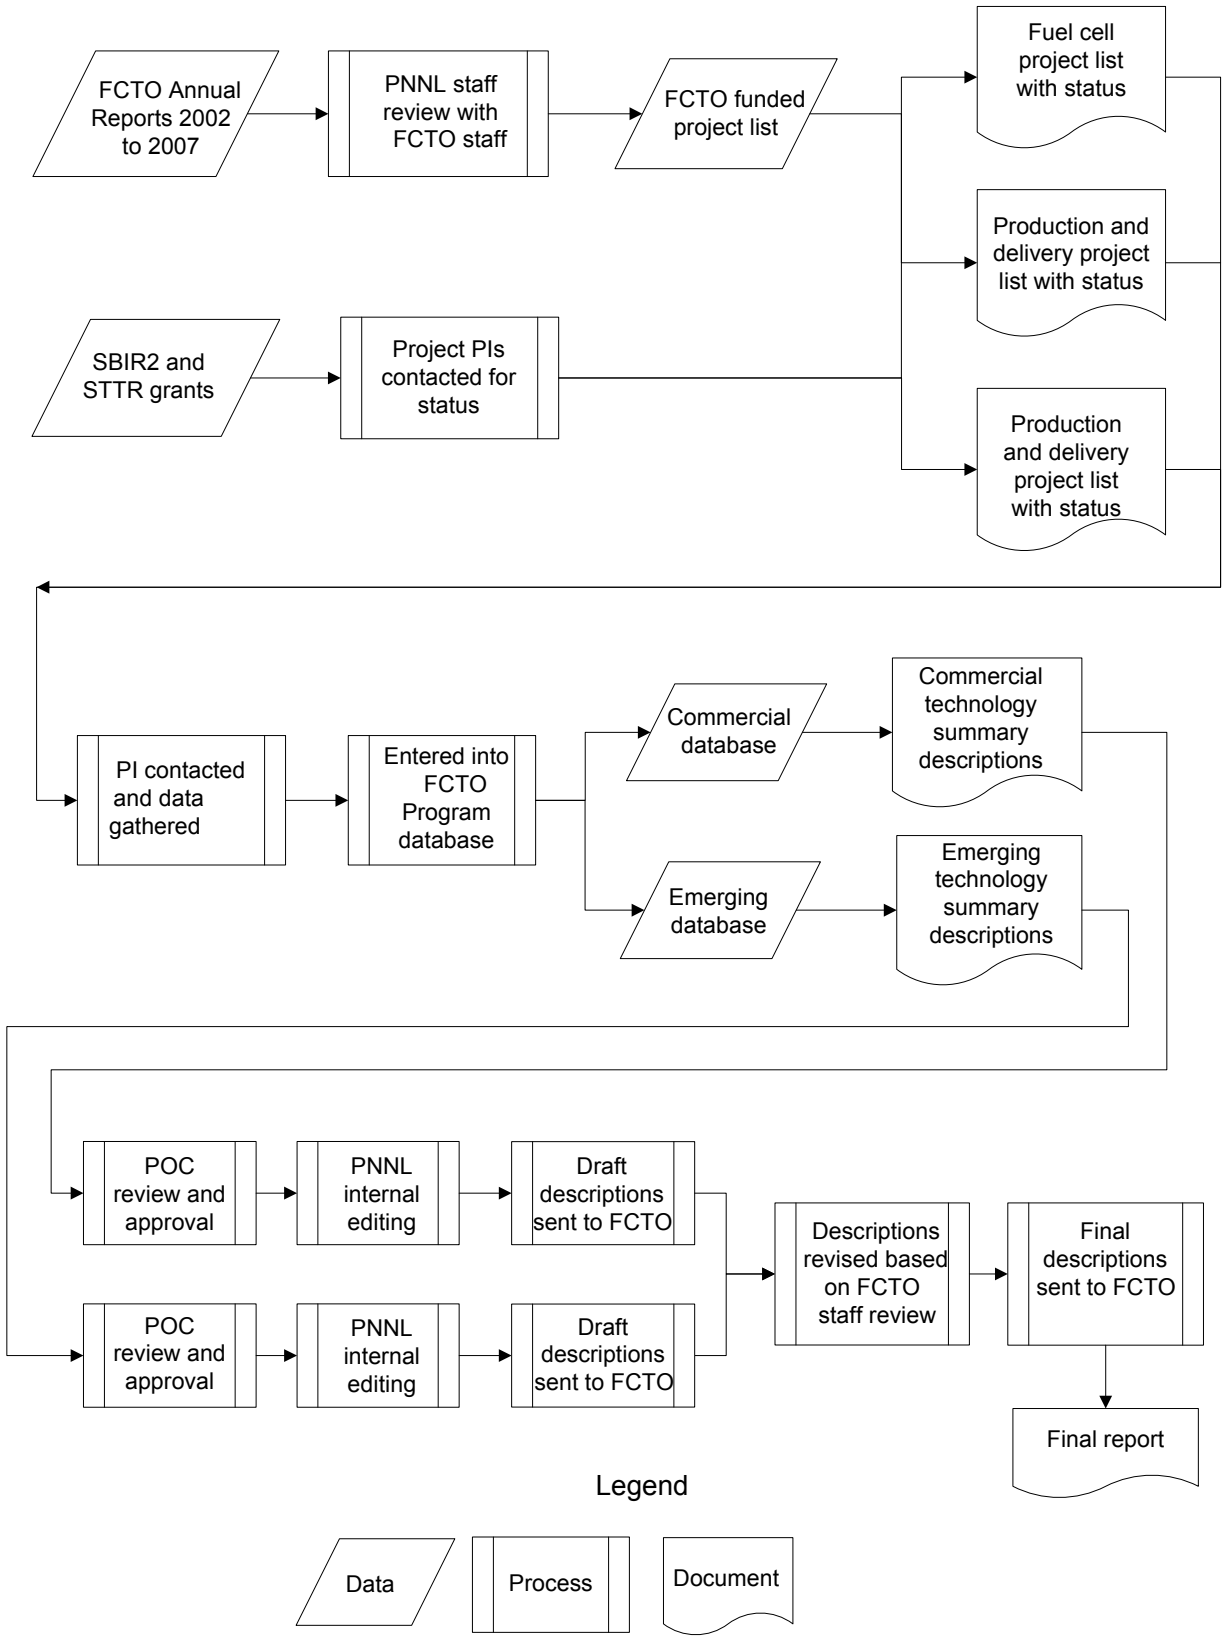 FCTO Annual
Reports 2002
to 2007
PNNL staff
review with
FCTO staff
FCTO funded
project list
Fuel cell
project list
with status
Production and
delivery project
list with status
SBIR2 and
STTR grants
Project PIs
contacted for
status
Production
and delivery
project list
with status
PI contacted
and data
gathered
Entered into
FCTO
Program
database
Commercial
database
Commercial
technology
summary
descriptions
Emerging
database
Emerging
technology
summary
descriptions
POC
review and
approval
PNNL
internal
editing
Draft
descriptions
sent to FCTO
Descriptions
revised based
on FCTO
staff review
Final
descriptions
sent to FCTO
POC
review and
approval
PNNL
internal
editing
Draft
descriptions
sent to FCTO
Final report
Legend
Data
Process
Document